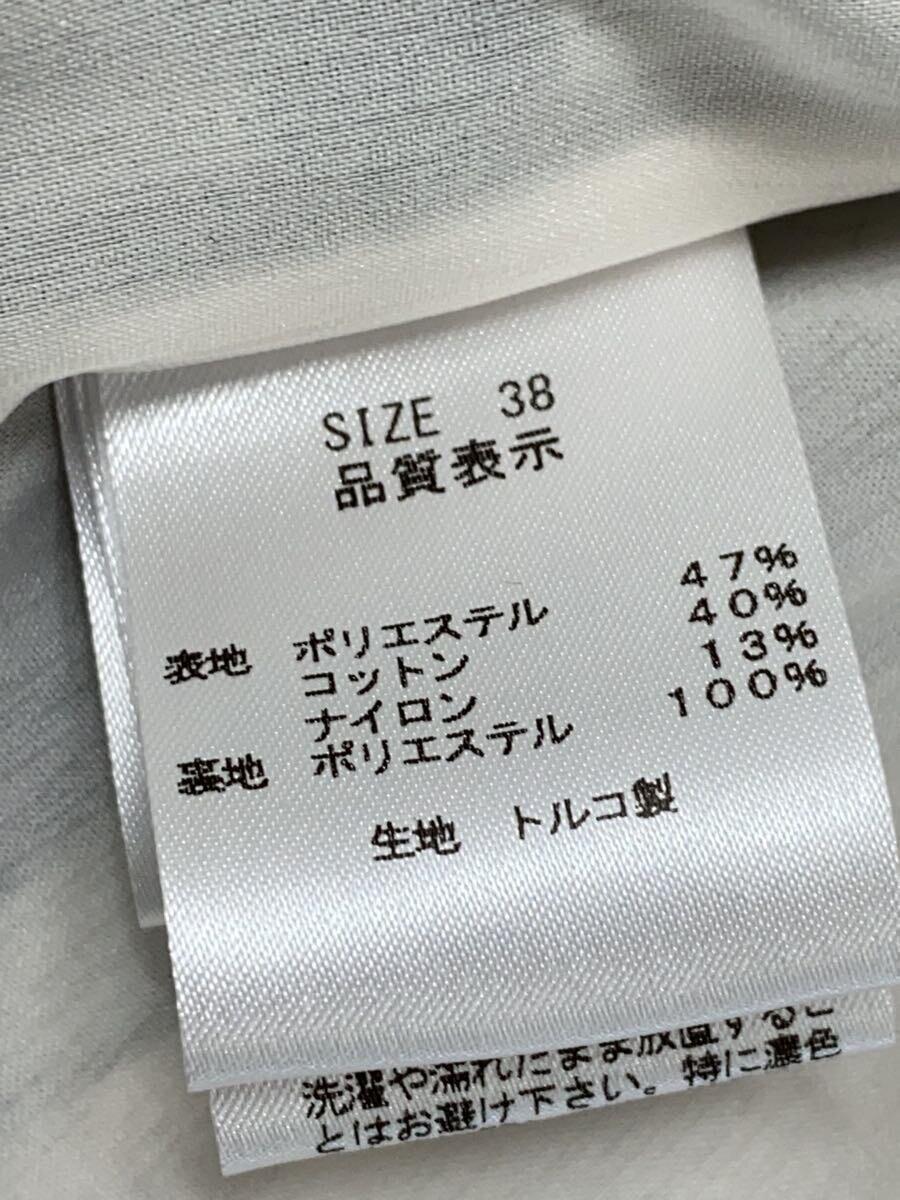 SIZE 38
品質表示
表地 ポリエステル 47%
コットン 40%
ナイロン 13%
裏地 ポリエステル 100%
生地 トルコ製
洗濯や濡れたまま放置するこ
とはお避け下さい。特に濃色